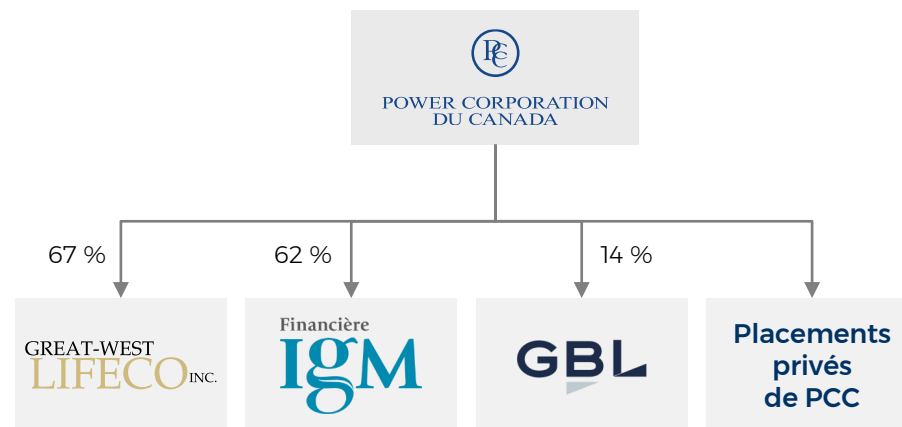 PCC
POWER CORPORATION
DU CANADA
67 %
62 %
14 %
GREAT-WEST
LIFECO INC.
Financière
IgM
GBL
Placements
privés
de PCC